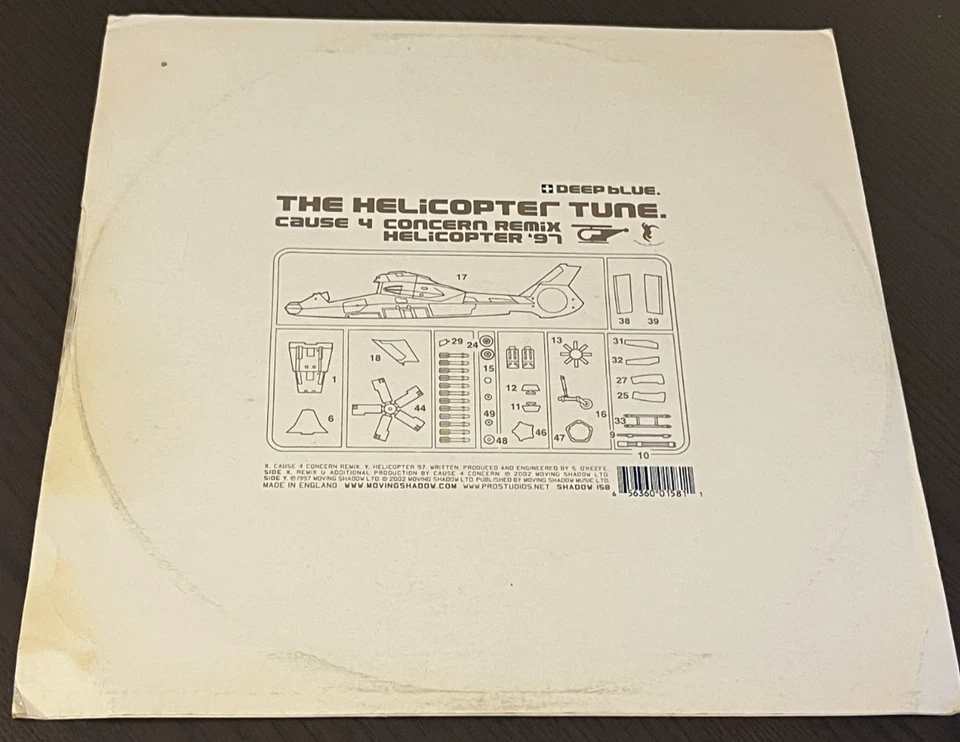 DEEP bLUE.
THE HELiCOPTEr TUNE.
CaUSE 4 CONCERN REMiX
HELiCOPTER '97
17
38 39
1
6
18
44
29 24
15
49
48
12
11
46
13
16
47
31
32
27
25
33
9
10
X. CAUSE 4 CONCERN REMIX. Y. HELICOPTER 97. WRITTEN, PRODUCED AND ENGINEERED BY S. O'KEEFE.
SIDE X. REMIX & ADDITIONAL PRODUCTION BY CAUSE 4 CONCERN. ℗ 2002 MOVING SHADOW LTD.
SIDE Y. ℗ 1997 MOVING SHADOW LTD. © 2002 MOVING SHADOW LTD. PUBLISHED BY MOVING SHADOW MUSIC LTD.
MADE IN ENGLAND WWW.MOVINGSHADOW.COM WWW.PROSTUDIOS.NET SHADOW 158
6 56360 01581 1